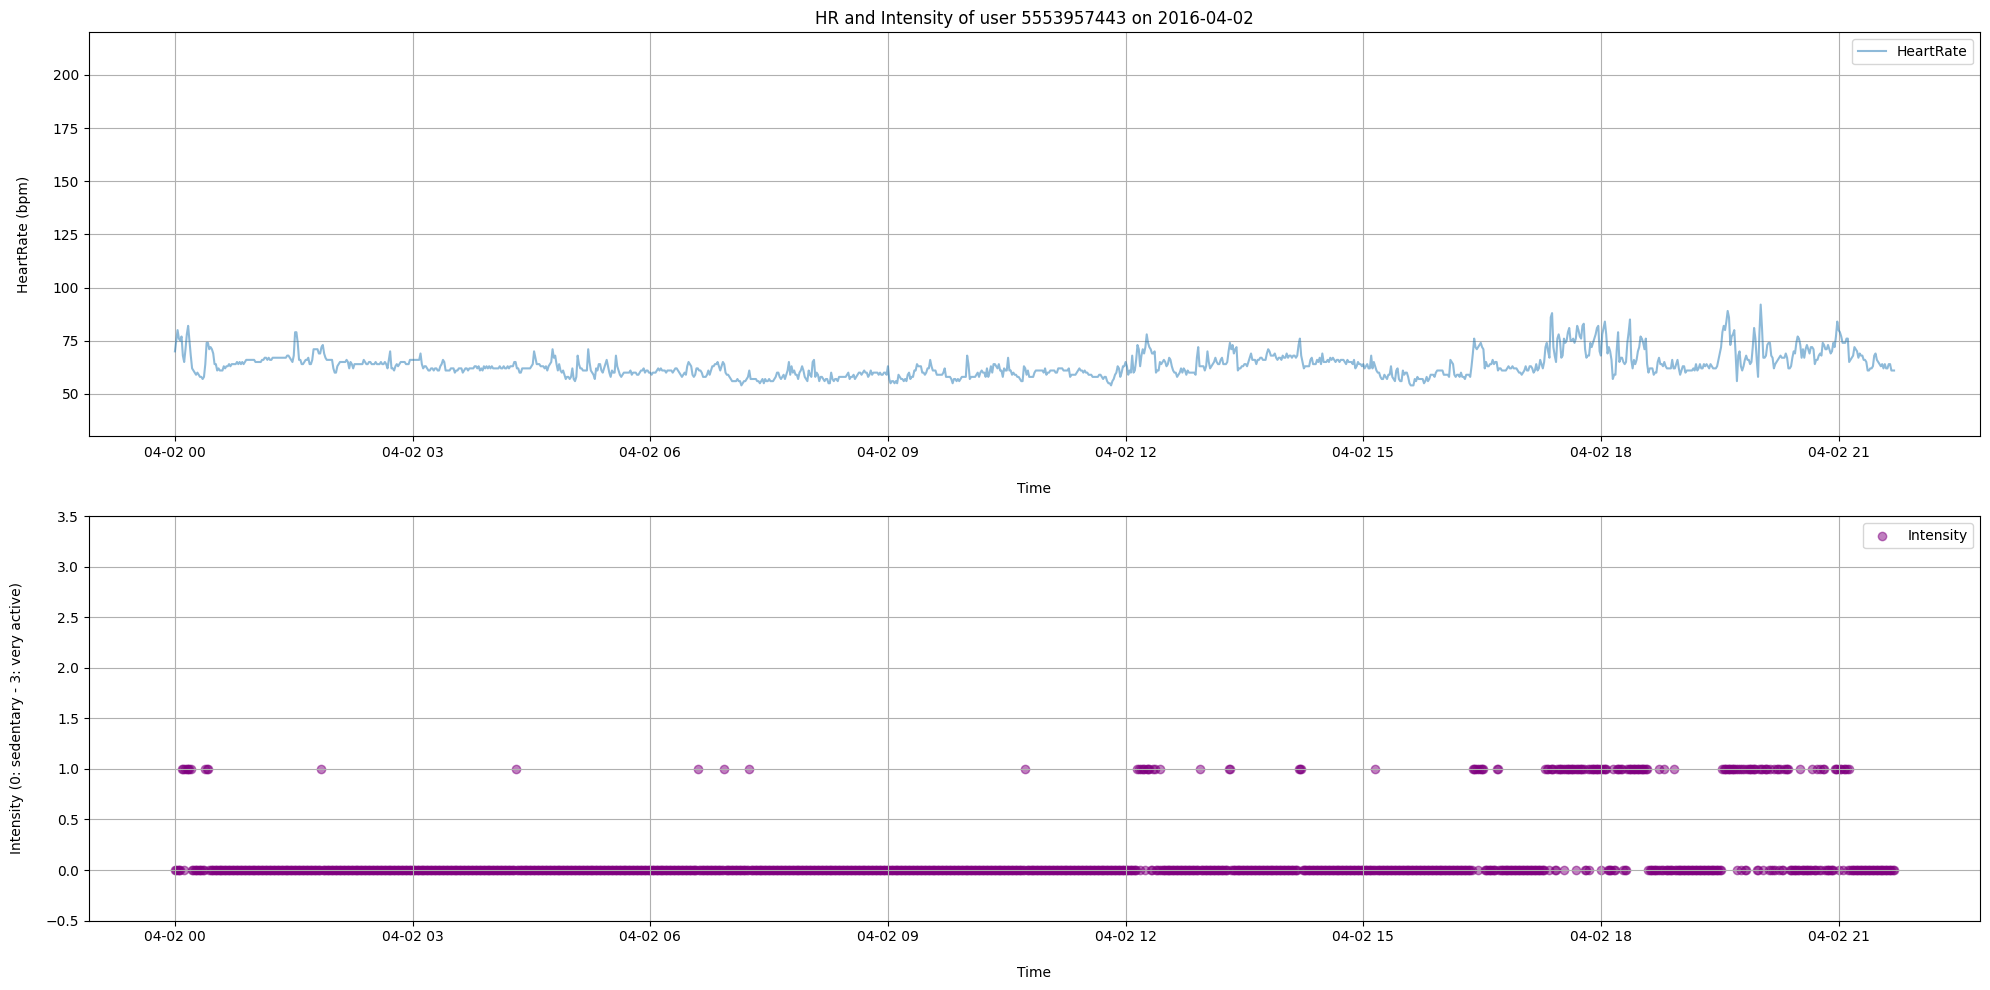 HR and Intensity of user 5553957443 on 2016-04-02
HeartRate
HeartRate (bpm)
200
175
150
125
100
75
50
04-02 00 04-02 03 04-02 06 04-02 09 04-02 12 04-02 15 04-02 18 04-02 21
Time
Intensity
Intensity (0: sedentary - 3: very active)
3.5
3.0
2.5
2.0
1.5
1.0
0.5
0.0
−0.5
04-02 00 04-02 03 04-02 06 04-02 09 04-02 12 04-02 15 04-02 18 04-02 21
Time